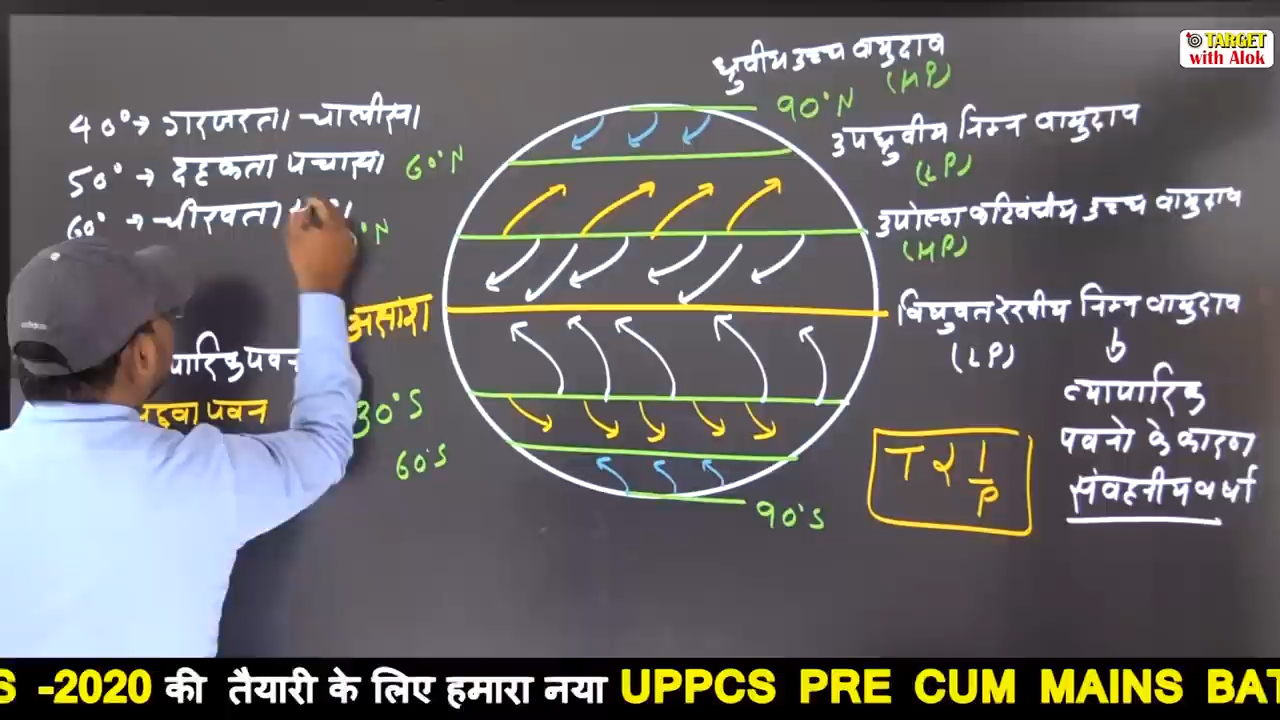 TARGET
with Alok
ध्रुवीय उच्च वायुदाव
(HP)
90°N
40° → गरजता चालीसा
50° → दहकता पचासा
60° → चीखता
60°N
°N
उपध्रुवीय निम्न वायुदाव
(LP)
उपोष्ण कटिबंधीय उच्च वायुदाव
(HP)
विषुवत रेखीय निम्न वायुदाव
(LP)
व्यापारिक
पवनो के कारण
संवहनीय वर्षा
पवन
30°S
60°S
90°S
T ∝ 1/P
S -2020 की तैयारी के लिए हमारा नया UPPCS PRE CUM MAINS BAT